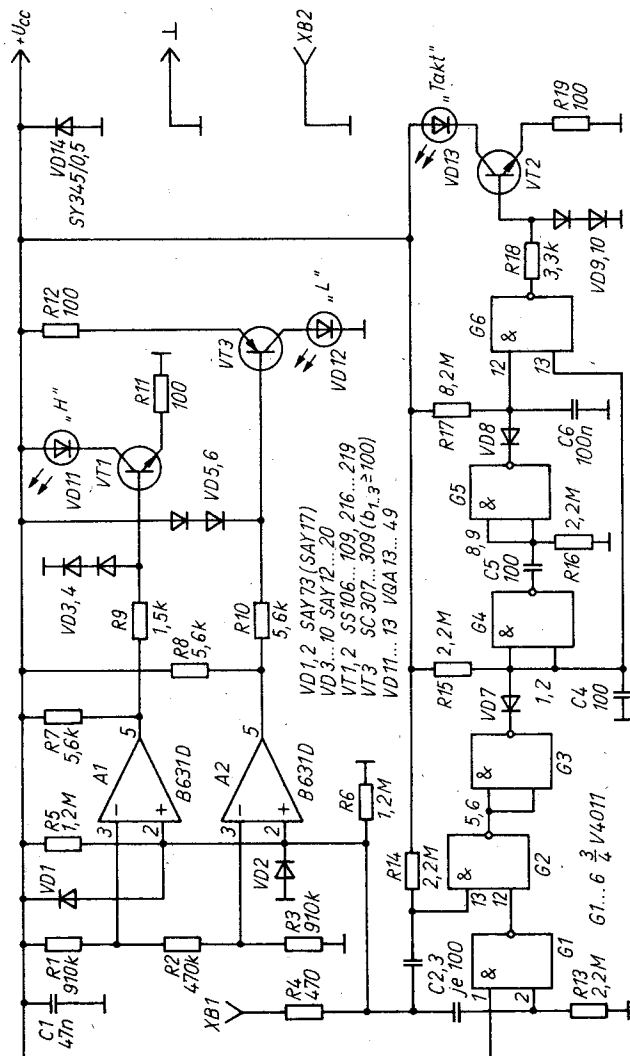 +Ucc
⊥
XB2
VD14
SY345/0,5
R12
100
„H"
VD11
VT1
R11
100
VT3
„L"
VD12
VD3,4
VD5,6
R9
1,5k
R8
5,6k
R10
5,6k
R7
5,6k
A1
B631D
3
2
5
A2
B631D
3
2
5
R5
1,2M
VD1
VD2
R6
1,2M
R1
910k
R2
470k
R3
910k
C1
47n
XB1
R4
470
VD1,2 SAY73 (SAY17)
VD3...10 SAY12...20
VT1,2 SS106...109, 216...219
VT3 SC307...309 (b1..3≥100)
VD11...13 VQA13...49
„Takt"
VD13
VT2
R19
100
R18
3,3k
VD9,10
G6
&
12
13
R17
8,2M
VD8
C6
100n
G5
&
8,9
R16
2,2M
C5
100
G4
&
1,2
R15
2,2M
VD7
C4
100
G3
&
5,6
G2
&
13
12
R14
2,2M
C2,3
je 100
G1
&
1
2
R13
2,2M
G1...6 3/4 V4011